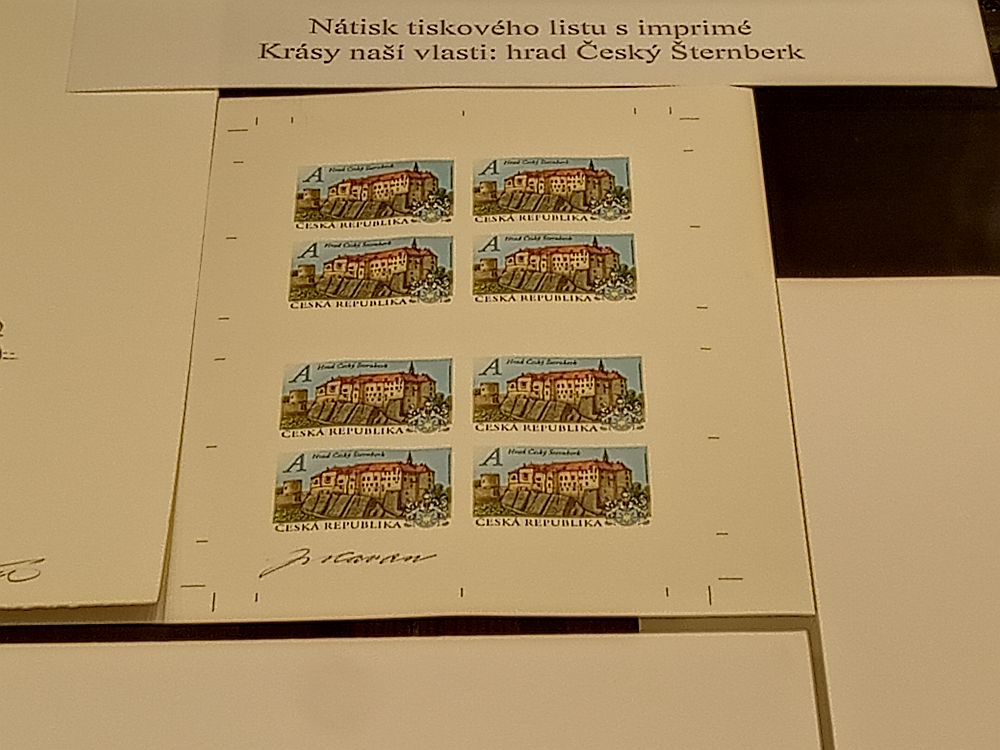 Nátisk tiskového listu s imprimé
Krásy naší vlasti: hrad Český Šternberk
A Hrad Český Šternberk
ČESKÁ REPUBLIKA
A Hrad Český Šternberk
ČESKÁ REPUBLIKA
A Hrad Český Šternberk
ČESKÁ REPUBLIKA
A Hrad Český Šternberk
ČESKÁ REPUBLIKA
A Hrad Český Šternberk
ČESKÁ REPUBLIKA
A Hrad Český Šternberk
ČESKÁ REPUBLIKA
A Hrad Český Šternberk
ČESKÁ REPUBLIKA
A Hrad Český Šternberk
ČESKÁ REPUBLIKA